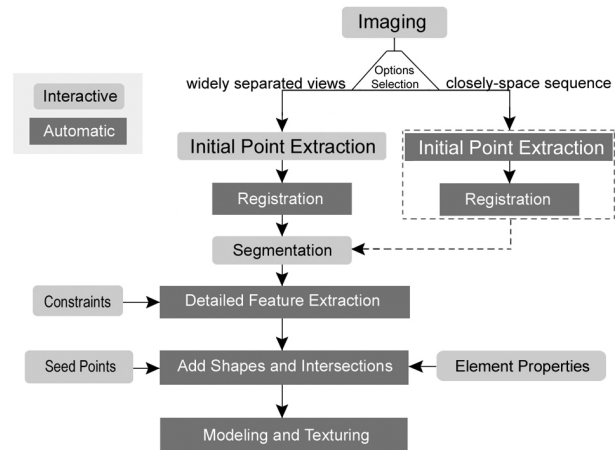 Imaging
Options
Selection
widely separated views
closely-space sequence
Interactive
Automatic
Initial Point Extraction
Initial Point Extraction
Registration
Registration
Segmentation
Constraints
Detailed Feature Extraction
Seed Points
Add Shapes and Intersections
Element Properties
Modeling and Texturing